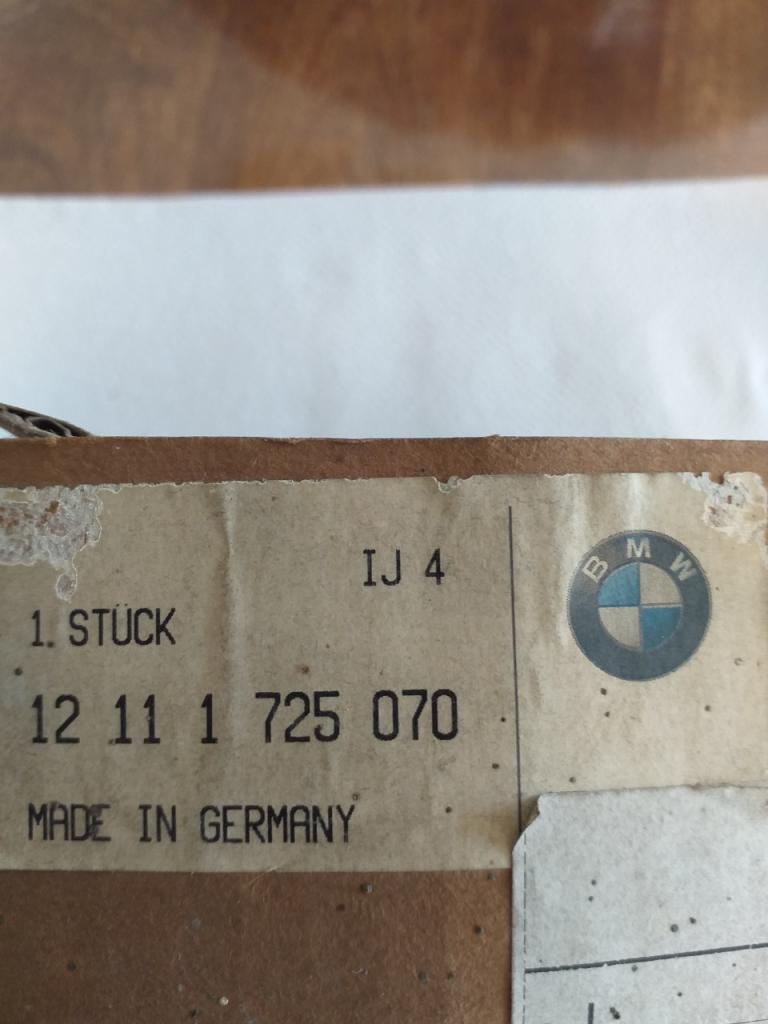 IJ 4
BMW
1. STÜCK
12 11 1 725 070
MADE IN GERMANY